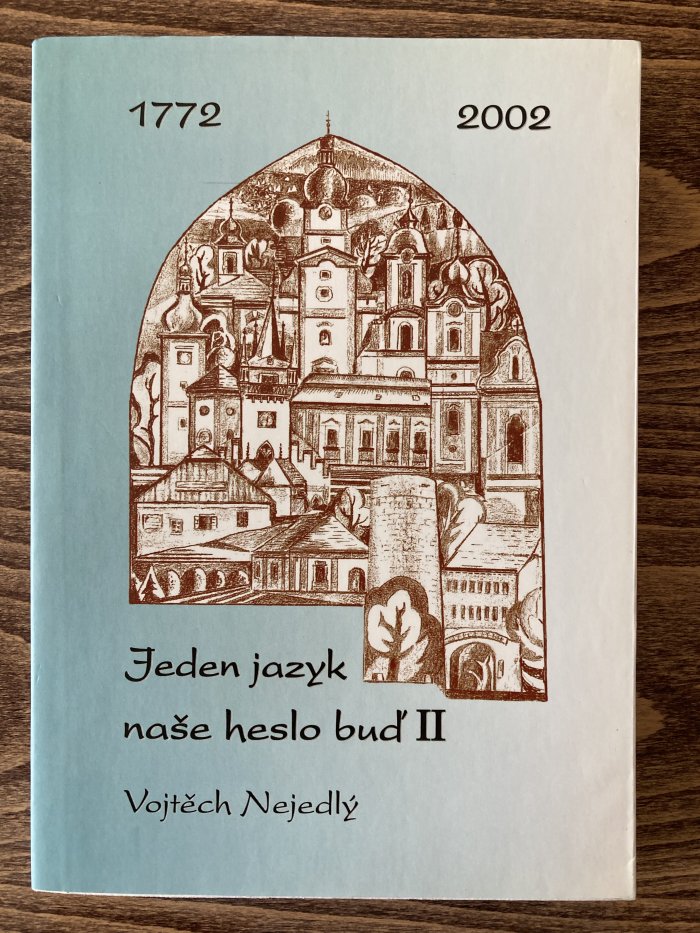 1772 2002
Jeden jazyk
naše heslo buď II
Vojtěch Nejedlý